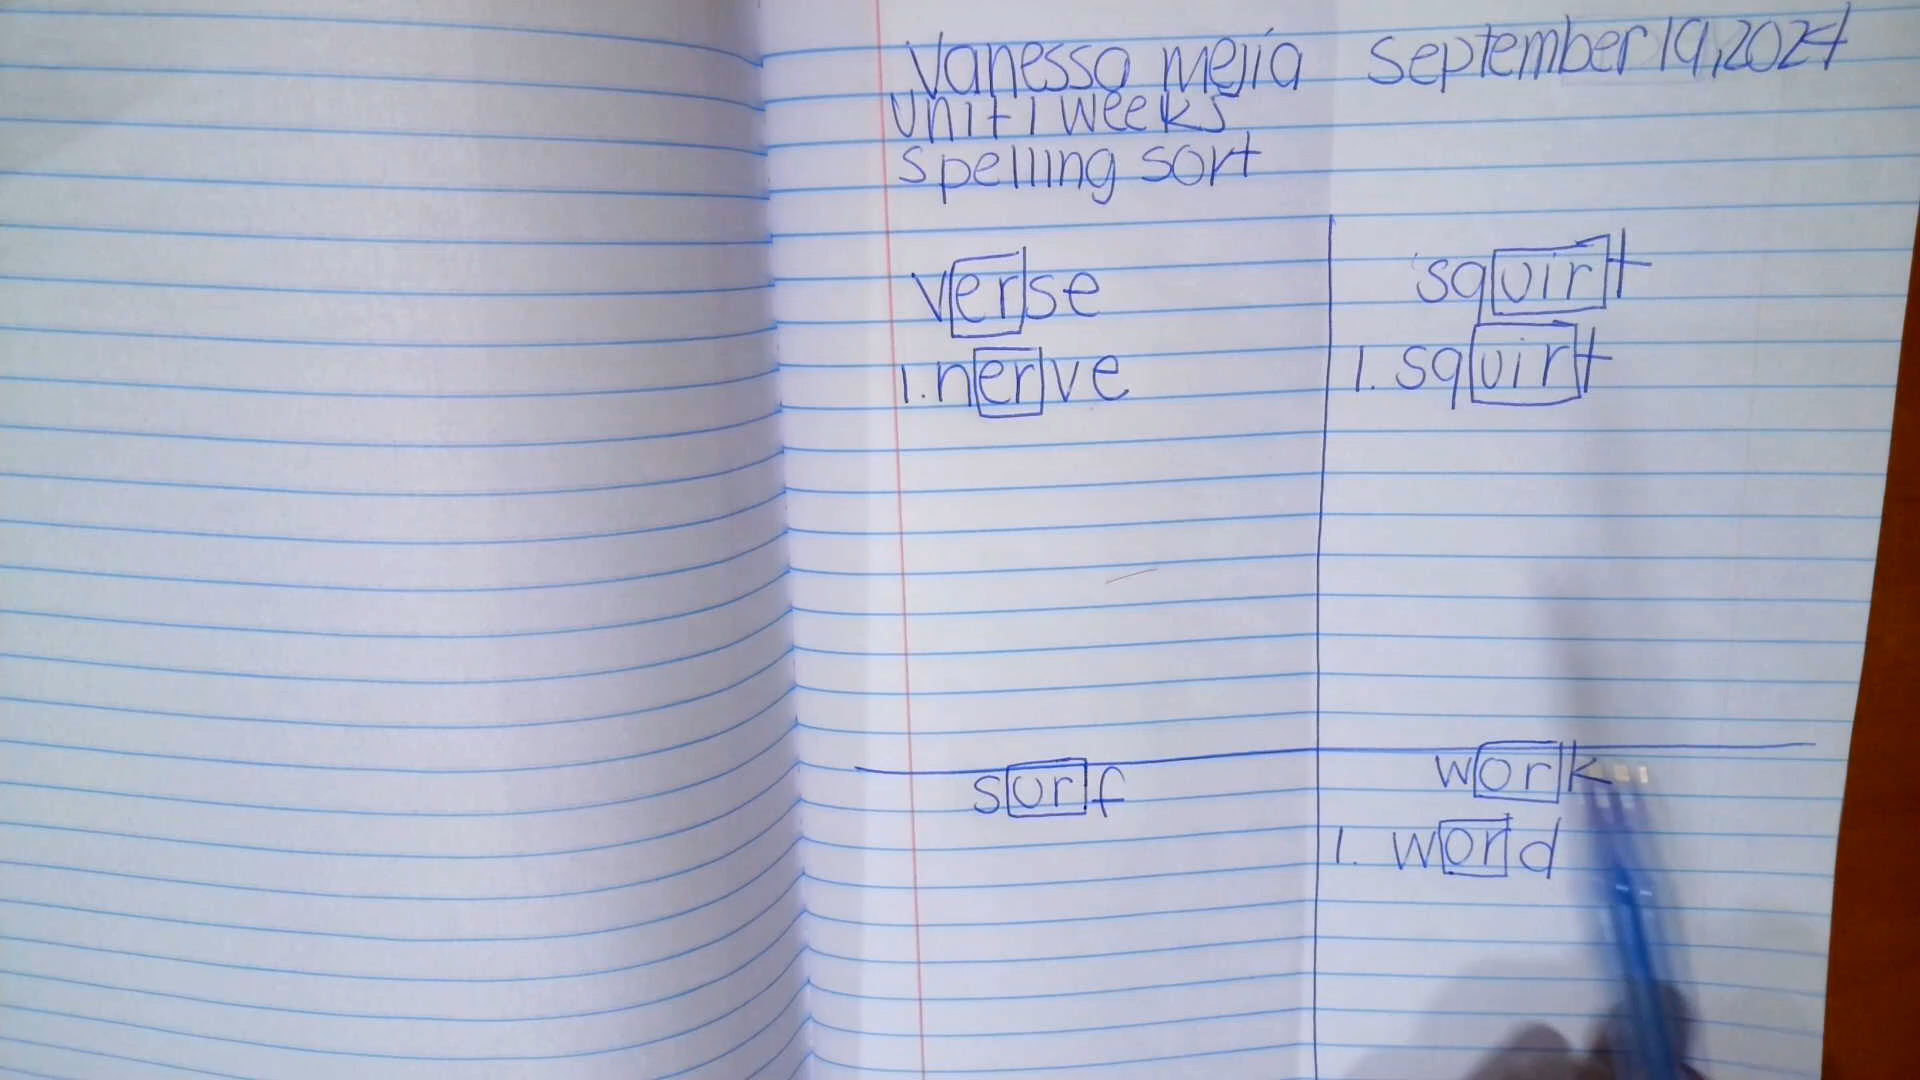 Vanessa Mejia September 19, 2024
Unit 1 Week 5
Spelling sort
verse
squirt
1. nerve
1. squirt
surf
work
1. world